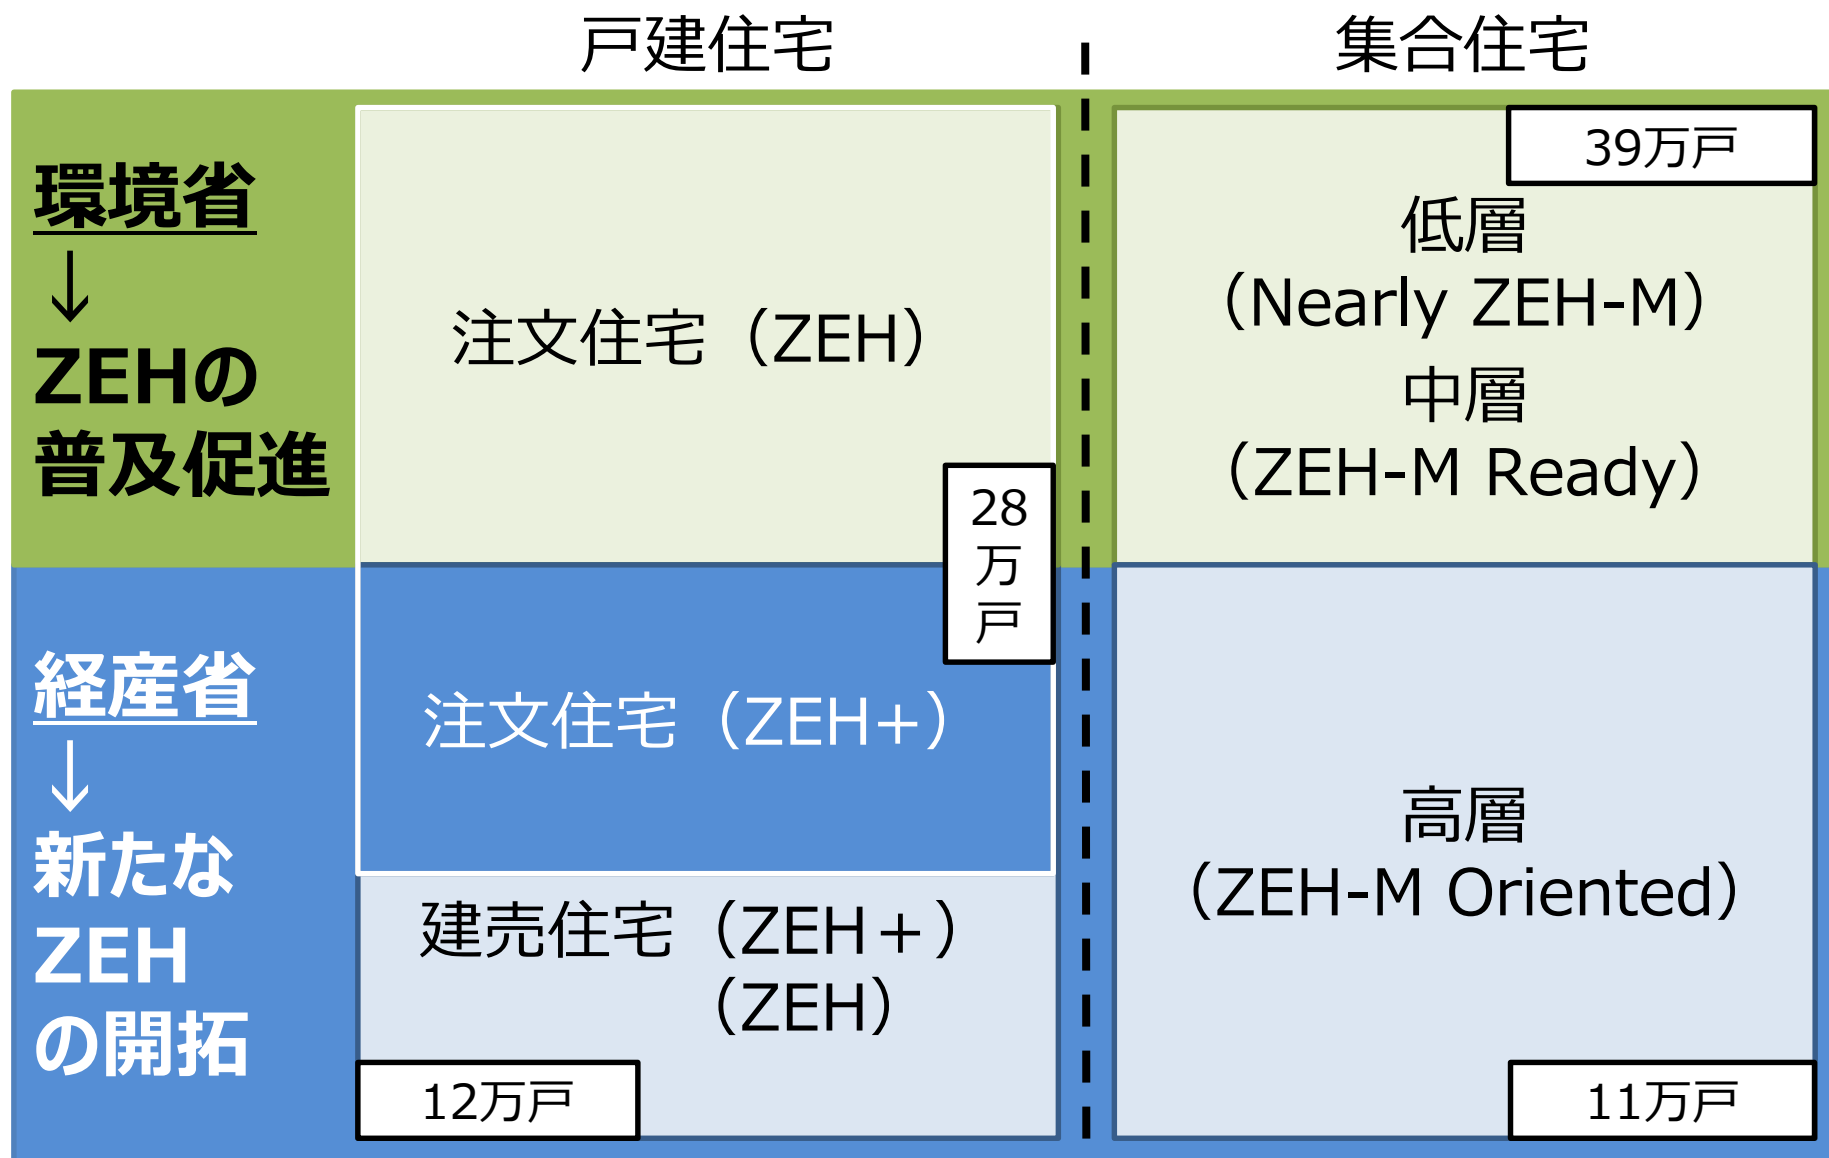 戸建住宅
集合住宅
環境省
↓
ZEHの
普及促進
注文住宅（ZEH）
39万戸
低層
（Nearly ZEH-M）
中層
（ZEH-M Ready）
28
万
戸
経産省
↓
新たな
ZEH
の開拓
注文住宅（ZEH+）
建売住宅（ZEH＋）
（ZEH）
12万戸
高層
（ZEH-M Oriented）
11万戸